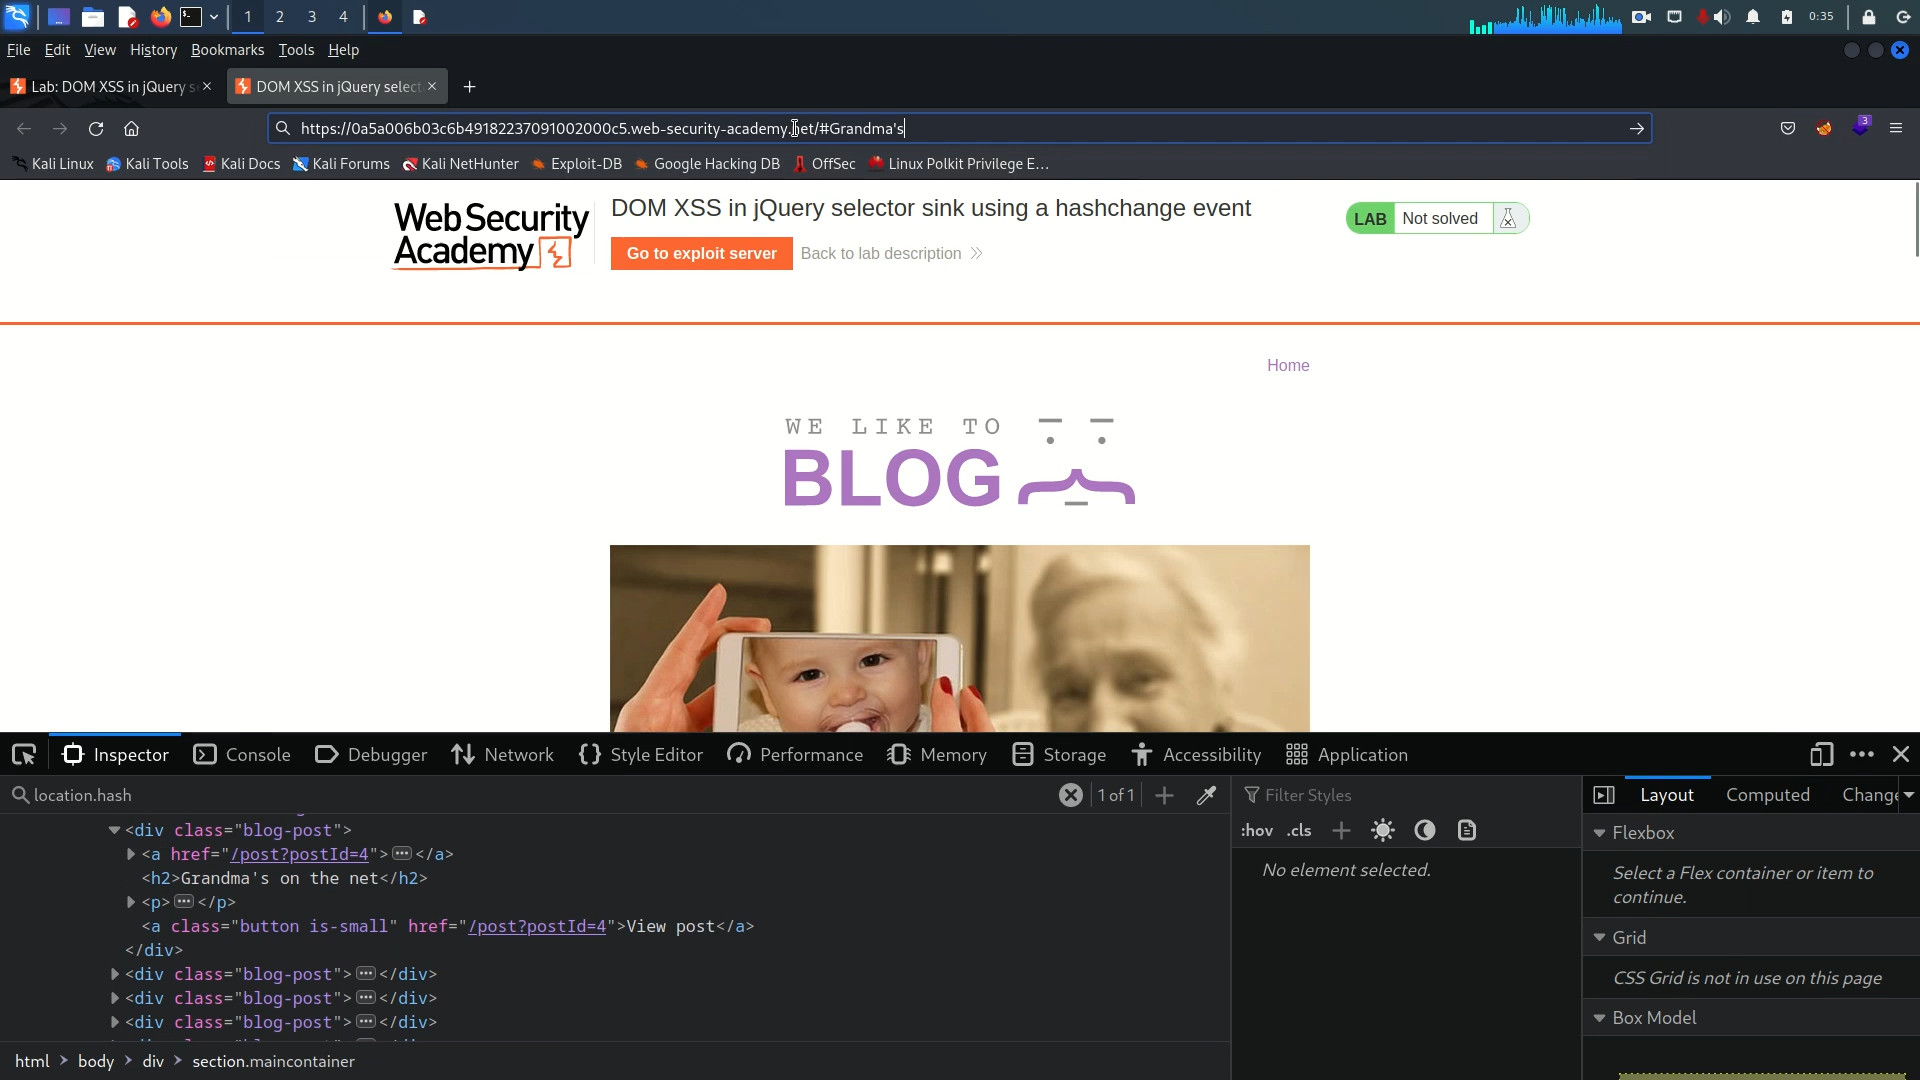 1 2 3 4 0:35
File Edit View History Bookmarks Tools Help
Lab: DOM XSS in jQuery s DOM XSS in jQuery select
https://0a5a006b03c6b49182237091002000c5.web-security-academy.net/#Grandma's 3
Kali Linux Kali Tools Kali Docs Kali Forums Kali NetHunter Exploit-DB Google Hacking DB OffSec Linux Polkit Privilege E…
WebSecurity
Academy
DOM XSS in jQuery selector sink using a hashchange event
Go to exploit server Back to lab description
LAB Not solved
Home
WE LIKE TO
BLOG
Inspector Console Debugger Network Style Editor Performance Memory Storage Accessibility Application
location.hash 1 of 1
<div class="blog-post">
<a href="/post?postId=4">…</a>
<h2>Grandma's on the net</h2>
<p>…</p>
<a class="button is-small" href="/post?postId=4">View post</a>
</div>
<div class="blog-post">…</div>
<div class="blog-post">…</div>
<div class="blog-post">…</div>
html body div section.maincontainer
Filter Styles
:hov .cls
No element selected.
Layout Computed Change
Flexbox
Select a Flex container or item to
continue.
Grid
CSS Grid is not in use on this page
Box Model